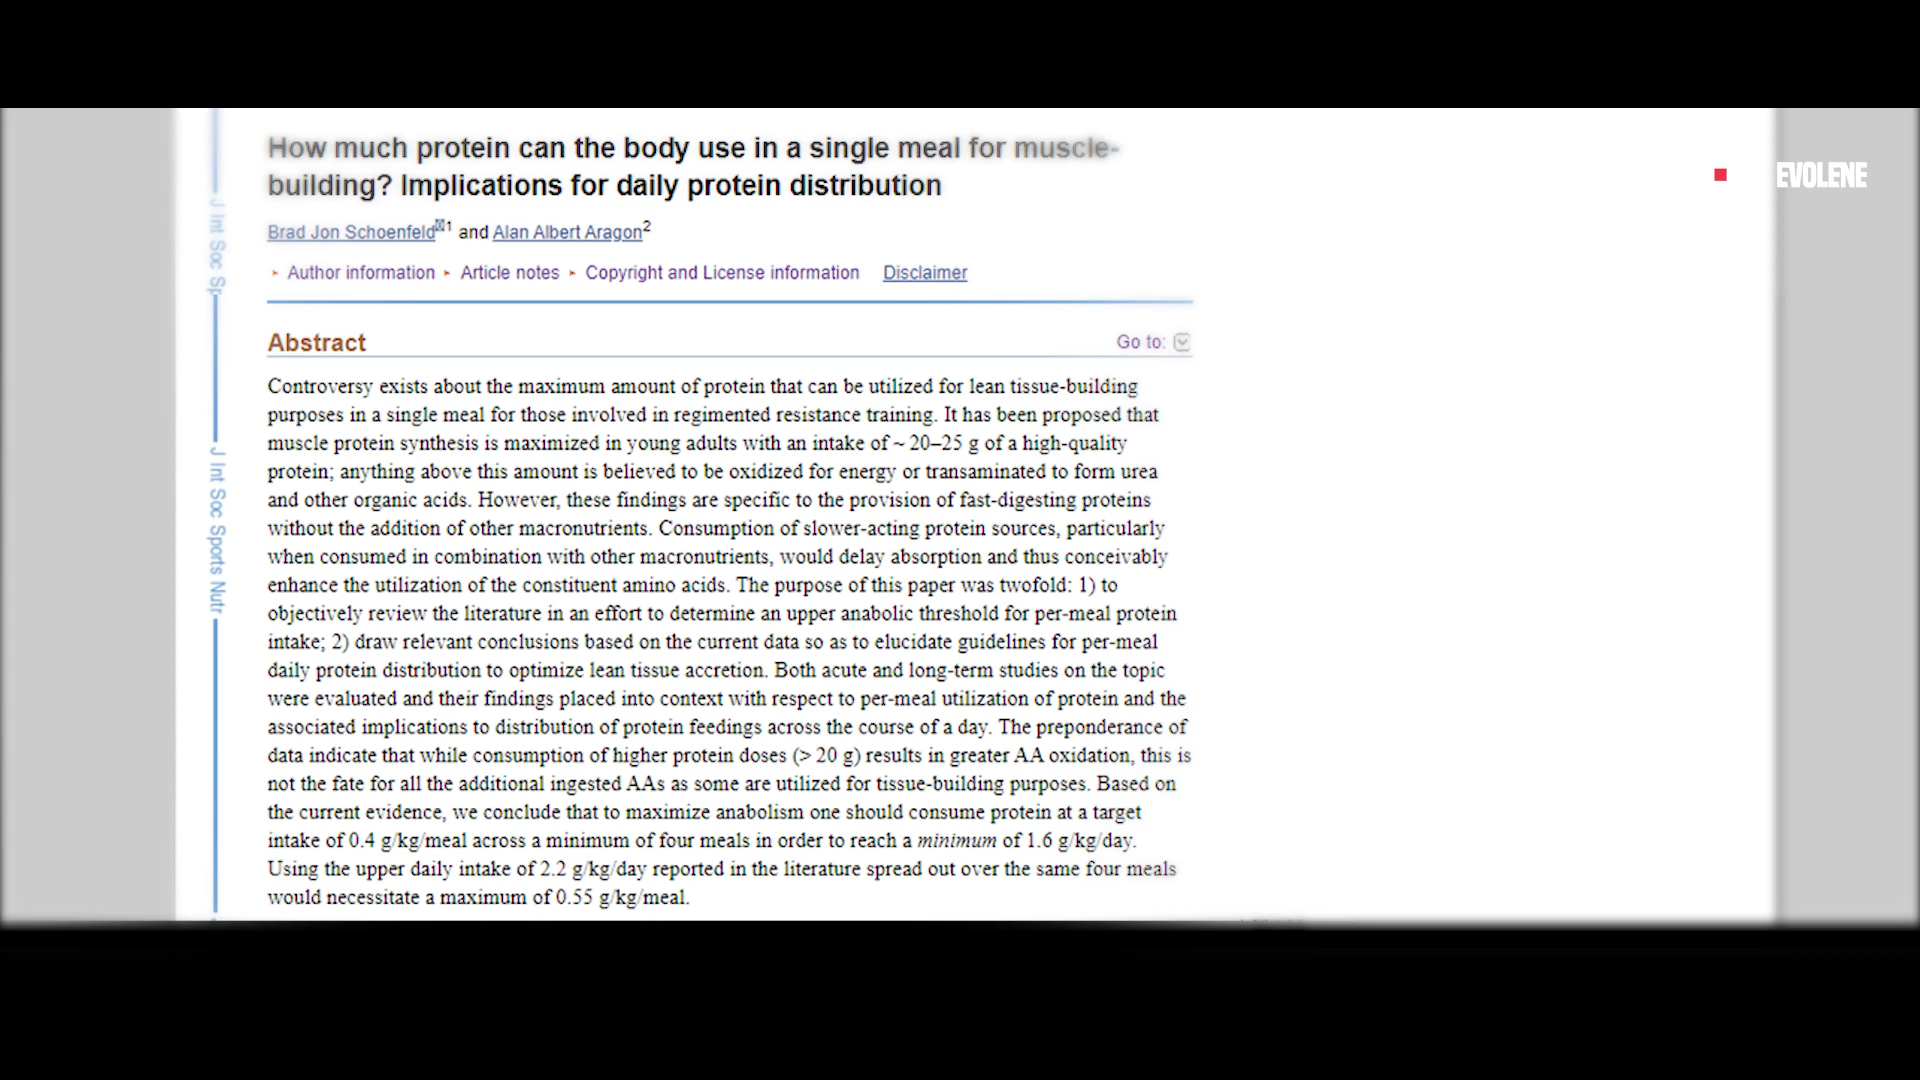 How much protein can the body use in a single meal for muscle-
building? Implications for daily protein distribution
Brad Jon Schoenfeld 1 and Alan Albert Aragon2
Author information Article notes Copyright and License information Disclaimer
Abstract
Go to:
Controversy exists about the maximum amount of protein that can be utilized for lean tissue-building
purposes in a single meal for those involved in regimented resistance training. It has been proposed that
muscle protein synthesis is maximized in young adults with an intake of ~ 20–25 g of a high-quality
protein; anything above this amount is believed to be oxidized for energy or transaminated to form urea
and other organic acids. However, these findings are specific to the provision of fast-digesting proteins
without the addition of other macronutrients. Consumption of slower-acting protein sources, particularly
when consumed in combination with other macronutrients, would delay absorption and thus conceivably
enhance the utilization of the constituent amino acids. The purpose of this paper was twofold: 1) to
objectively review the literature in an effort to determine an upper anabolic threshold for per-meal protein
intake; 2) draw relevant conclusions based on the current data so as to elucidate guidelines for per-meal
daily protein distribution to optimize lean tissue accretion. Both acute and long-term studies on the topic
were evaluated and their findings placed into context with respect to per-meal utilization of protein and the
associated implications to distribution of protein feedings across the course of a day. The preponderance of
data indicate that while consumption of higher protein doses (> 20 g) results in greater AA oxidation, this is
not the fate for all the additional ingested AAs as some are utilized for tissue-building purposes. Based on
the current evidence, we conclude that to maximize anabolism one should consume protein at a target
intake of 0.4 g/kg/meal across a minimum of four meals in order to reach a minimum of 1.6 g/kg/day.
Using the upper daily intake of 2.2 g/kg/day reported in the literature spread out over the same four meals
would necessitate a maximum of 0.55 g/kg/meal.
J Int Soc Sp
J Int Soc Sports Nutr
EVOLENE